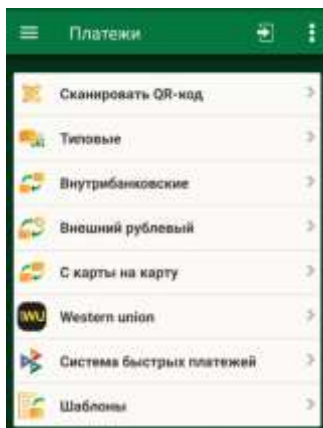 Платежи
Сканировать QR-код
Типовые
Внутрибанковские
Внешний рублевый
С карты на карту
WU
Western union
Система быстрых платежей
Шаблоны